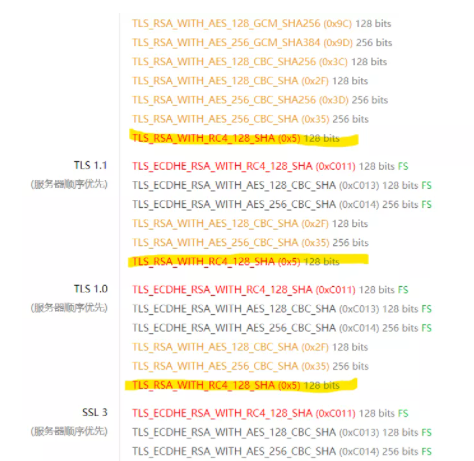 TLS_RSA_WITH_AES_128_GCM_SHA256 (0x9C) 128 bits
TLS_RSA_WITH_AES_256_GCM_SHA384 (0x9D) 256 bits
TLS_RSA_WITH_AES_128_CBC_SHA256 (0x3C) 128 bits
TLS_RSA_WITH_AES_128_CBC_SHA (0x2F) 128 bits
TLS_RSA_WITH_AES_256_CBC_SHA256 (0x3D) 256 bits
TLS_RSA_WITH_AES_256_CBC_SHA (0x35) 256 bits
TLS_RSA_WITH_RC4_128_SHA (0x5) 128 bits
TLS 1.1 TLS_ECDHE_RSA_WITH_RC4_128_SHA (0xC011) 128 bits FS
(服务器顺序优先) TLS_ECDHE_RSA_WITH_AES_128_CBC_SHA (0xC013) 128 bits FS
TLS_ECDHE_RSA_WITH_AES_256_CBC_SHA (0xC014) 256 bits FS
TLS_RSA_WITH_AES_128_CBC_SHA (0x2F) 128 bits
TLS_RSA_WITH_AES_256_CBC_SHA (0x35) 256 bits
TLS_RSA_WITH_RC4_128_SHA (0x5) 128 bits
TLS 1.0 TLS_ECDHE_RSA_WITH_RC4_128_SHA (0xC011) 128 bits FS
(服务器顺序优先) TLS_ECDHE_RSA_WITH_AES_128_CBC_SHA (0xC013) 128 bits FS
TLS_ECDHE_RSA_WITH_AES_256_CBC_SHA (0xC014) 256 bits FS
TLS_RSA_WITH_AES_128_CBC_SHA (0x2F) 128 bits
TLS_RSA_WITH_AES_256_CBC_SHA (0x35) 256 bits
TLS_RSA_WITH_RC4_128_SHA (0x5) 128 bits
SSL 3 TLS_ECDHE_RSA_WITH_RC4_128_SHA (0xC011) 128 bits FS
(服务器顺序优先) TLS_ECDHE_RSA_WITH_AES_128_CBC_SHA (0xC013) 128 bits FS
TLS_ECDHE_RSA_WITH_AES_256_CBC_SHA (0xC014) 256 bits FS